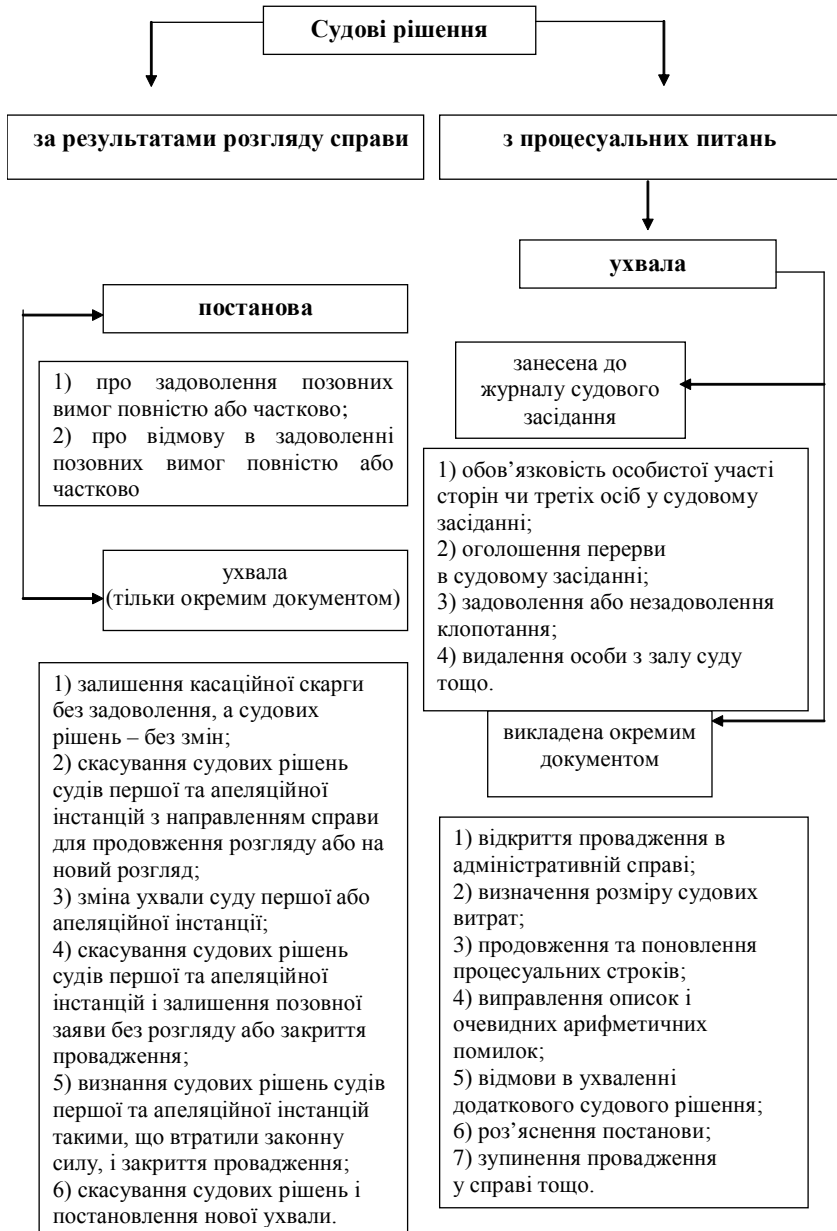 Судові рішення
за результатами розгляду справи
з процесуальних питань
ухвала
постанова
занесена до
журналу судового
засідання
1) про задоволення позовних
вимог повністю або частково;
2) про відмову в задоволенні
позовних вимог повністю або
частково
1) обов’язковість особистої участі
сторін чи третіх осіб у судовому
засіданні;
2) оголошення перерви
в судовому засіданні;
3) задоволення або незадоволення
клопотання;
4) видалення особи з залу суду
тощо.
ухвала
(тільки окремим документом)
викладена окремим
документом
1) залишення касаційної скарги
без задоволення, а судових
рішень – без змін;
2) скасування судових рішень
судів першої та апеляційної
інстанцій з направленням справи
для продовження розгляду або на
новий розгляд;
3) зміна ухвали суду першої або
апеляційної інстанції;
4) скасування судових рішень
судів першої та апеляційної
інстанцій і залишення позовної
заяви без розгляду або закриття
провадження;
5) визнання судових рішень судів
першої та апеляційної інстанцій
такими, що втратили законну
силу, і закриття провадження;
6) скасування судових рішень і
постановлення нової ухвали.
1) відкриття провадження в
адміністративній справі;
2) визначення розміру судових
витрат;
3) продовження та поновлення
процесуальних строків;
4) виправлення описок і
очевидних арифметичних
помилок;
5) відмови в ухваленні
додаткового судового рішення;
6) роз’яснення постанови;
7) зупинення провадження
у справі тощо.